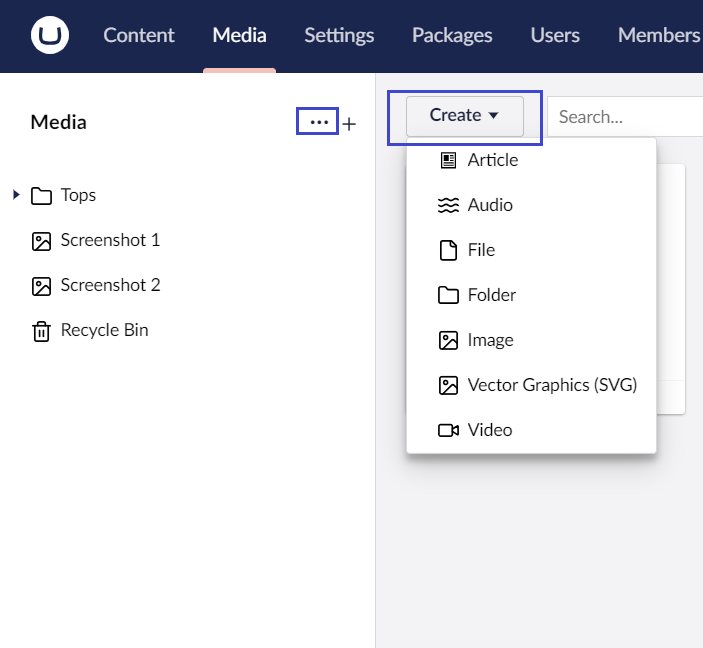 Content Media Settings Packages Users Members
Media
Tops
Screenshot 1
Screenshot 2
Recycle Bin
Create
Search...
Article
Audio
File
Folder
Image
Vector Graphics (SVG)
Video